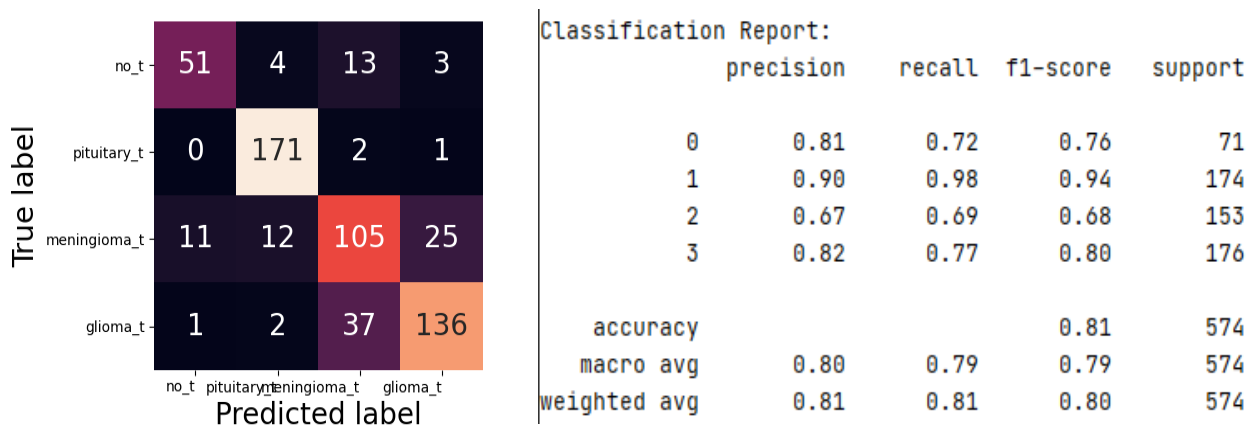 True label
no_t 51 4 13 3
pituitary_t 0 171 2 1
meningioma_t 11 12 105 25
glioma_t 1 2 37 136
no_t pituitary_t meningioma_t glioma_t
Predicted label
Classification Report:
precision recall f1-score support
0 0.81 0.72 0.76 71
1 0.90 0.98 0.94 174
2 0.67 0.69 0.68 153
3 0.82 0.77 0.80 176
accuracy 0.81 574
macro avg 0.80 0.79 0.79 574
weighted avg 0.81 0.81 0.80 574